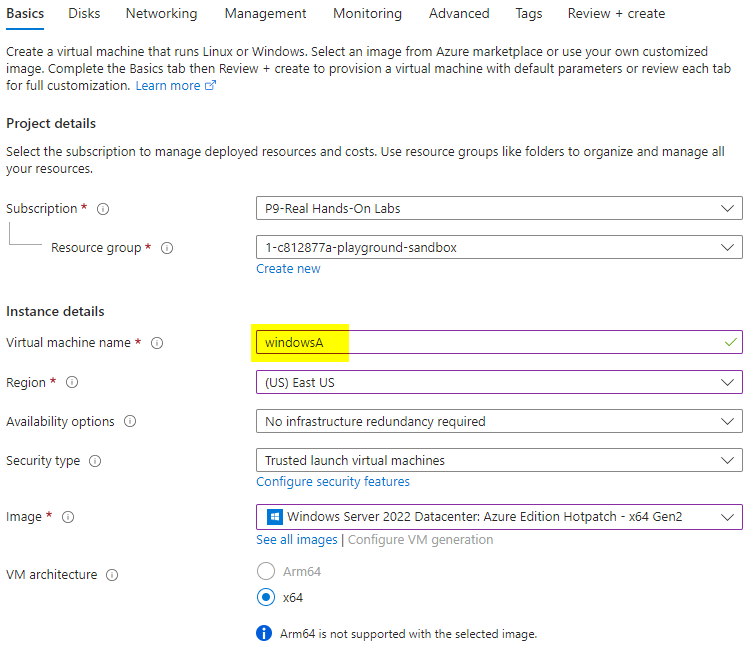 Basics Disks Networking Management Monitoring Advanced Tags Review + create
Create a virtual machine that runs Linux or Windows. Select an image from Azure marketplace or use your own customized
image. Complete the Basics tab then Review + create to provision a virtual machine with default parameters or review each tab
for full customization. Learn more
Project details
Select the subscription to manage deployed resources and costs. Use resource groups like folders to organize and manage all
your resources.
Subscription * P9-Real Hands-On Labs
Resource group * 1-c812877a-playground-sandbox
Create new
Instance details
Virtual machine name * windowsA
Region * (US) East US
Availability options No infrastructure redundancy required
Security type Trusted launch virtual machines
Configure security features
Image * Windows Server 2022 Datacenter: Azure Edition Hotpatch - x64 Gen2
See all images | Configure VM generation
VM architecture Arm64
x64
Arm64 is not supported with the selected image.